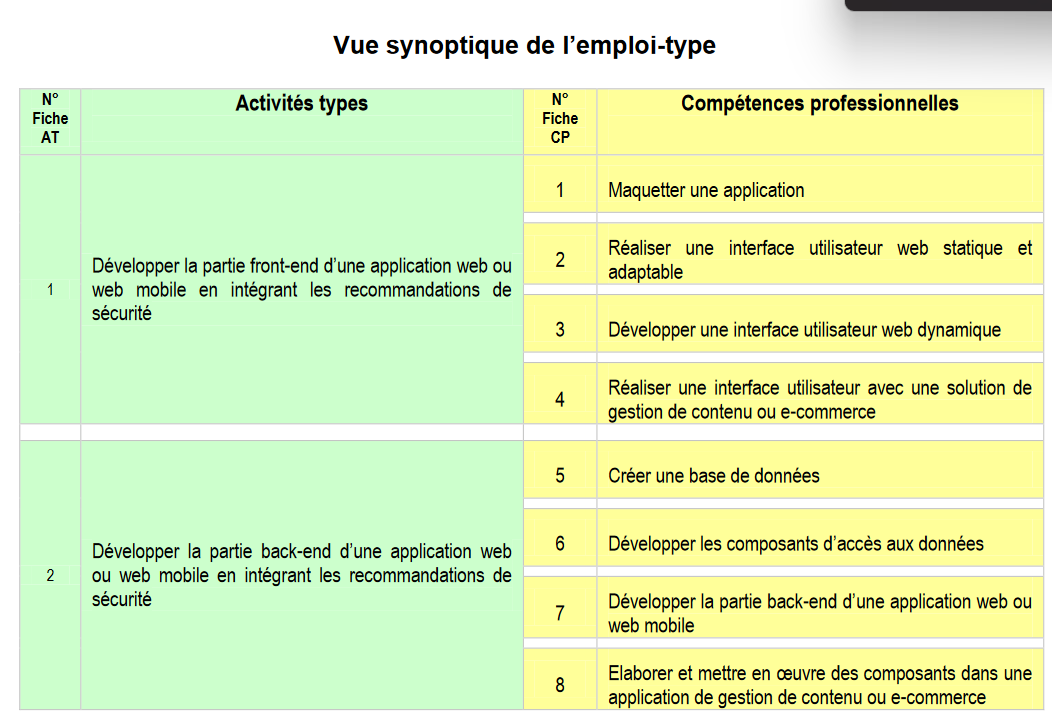 Vue synoptique de l'emploi-type
N° Fiche AT
Activités types
N° Fiche CP
Compétences professionnelles
1
Développer la partie front-end d'une application web ou
web mobile en intégrant les recommandations de
sécurité
1
Maquetter une application
2
Réaliser une interface utilisateur web statique et
adaptable
3
Développer une interface utilisateur web dynamique
4
Réaliser une interface utilisateur avec une solution de
gestion de contenu ou e-commerce
2
Développer la partie back-end d'une application web
ou web mobile en intégrant les recommandations de
sécurité
5
Créer une base de données
6
Développer les composants d'accès aux données
7
Développer la partie back-end d'une application web ou
web mobile
8
Elaborer et mettre en œuvre des composants dans une
application de gestion de contenu ou e-commerce